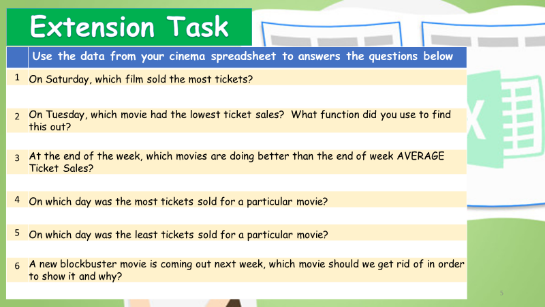 Extension Task
Use the data from your cinema spreadsheet to answers the questions below
1 On Saturday, which film sold the most tickets?
2 On Tuesday, which movie had the lowest ticket sales? What function did you use to find
this out?
3 At the end of the week, which movies are doing better than the end of week AVERAGE
Ticket Sales?
4 On which day was the most tickets sold for a particular movie?
5 On which day was the least tickets sold for a particular movie?
6 A new blockbuster movie is coming out next week, which movie should we get rid of in order
to show it and why?
X